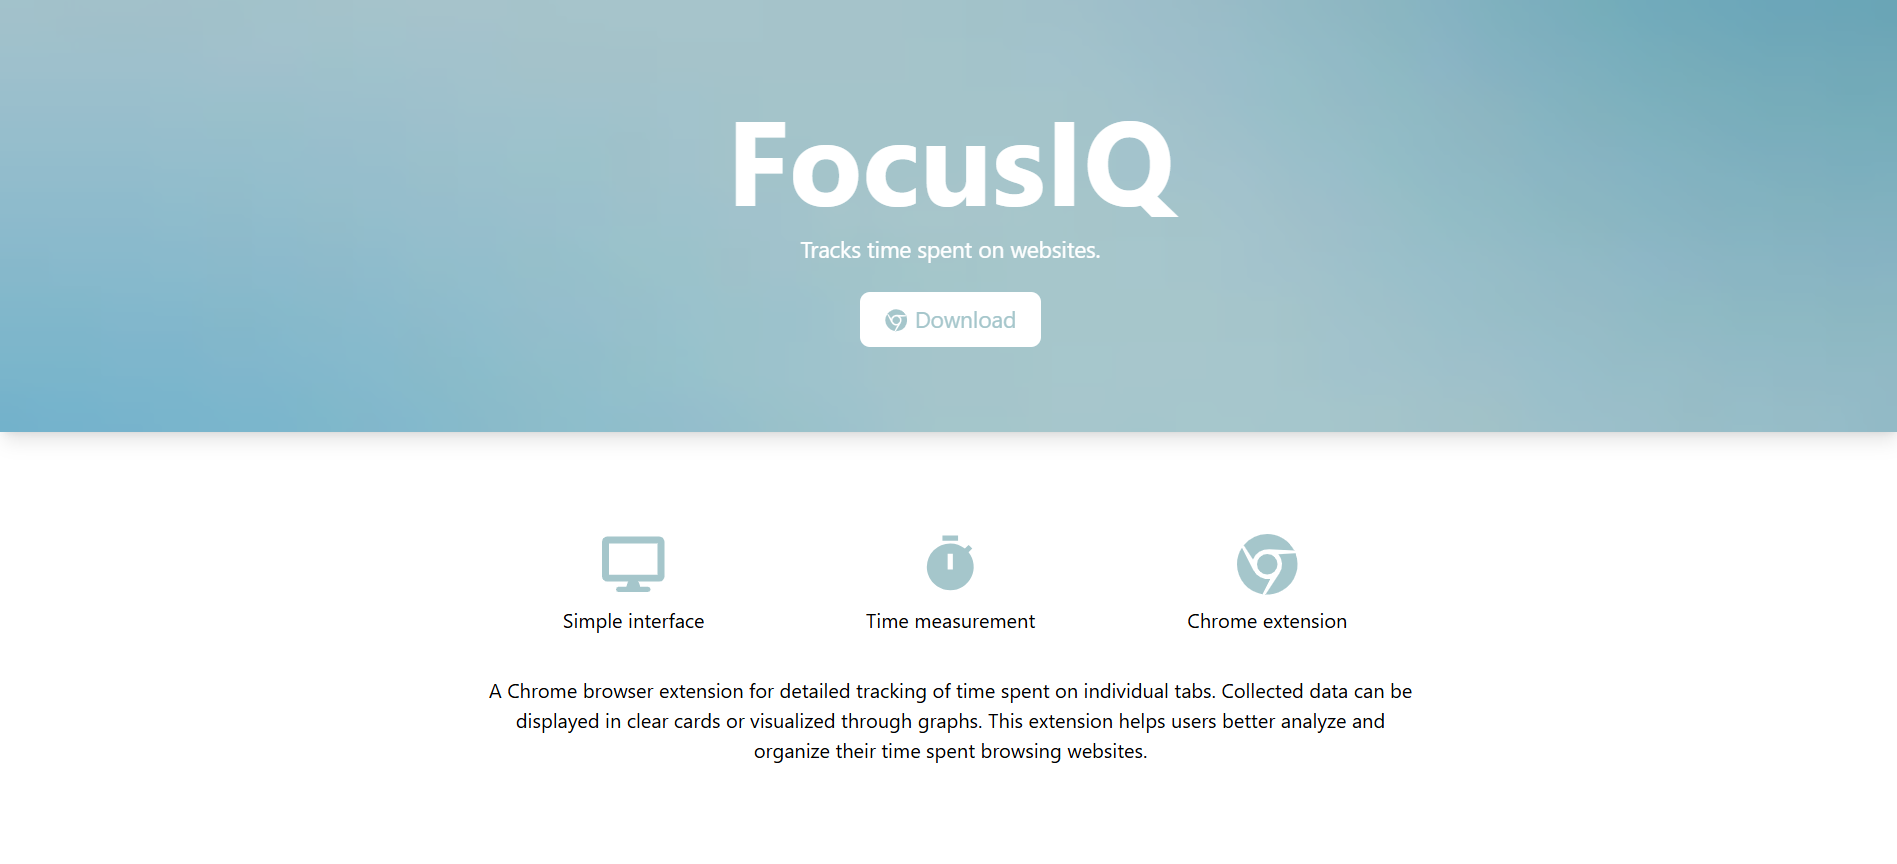 FocusIQ
Tracks time spent on websites.
Download
Simple interface
Time measurement
Chrome extension
A Chrome browser extension for detailed tracking of time spent on individual tabs. Collected data can be
displayed in clear cards or visualized through graphs. This extension helps users better analyze and
organize their time spent browsing websites.